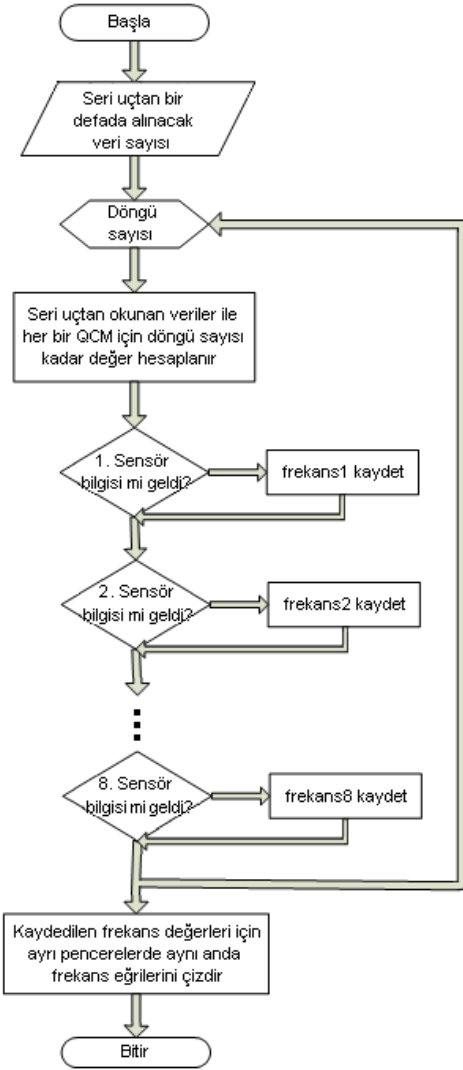 Başla
Seri uçtan bir
defada alınacak
veri sayısı
Döngü
sayısı
Seri uçtan okunan veriler ile
her bir QCM için döngü sayısı
kadar değer hesaplanır
1. Sensör
bilgisi mi geldi?
frekans1 kaydet
2. Sensör
bilgisi mi geldi?
frekans2 kaydet
8. Sensör
bilgisi mi geldi?
frekans8 kaydet
Kaydedilen frekans değerleri için
ayrı pencerelerde aynı anda
frekans eğrilerini çizdir
Bitir